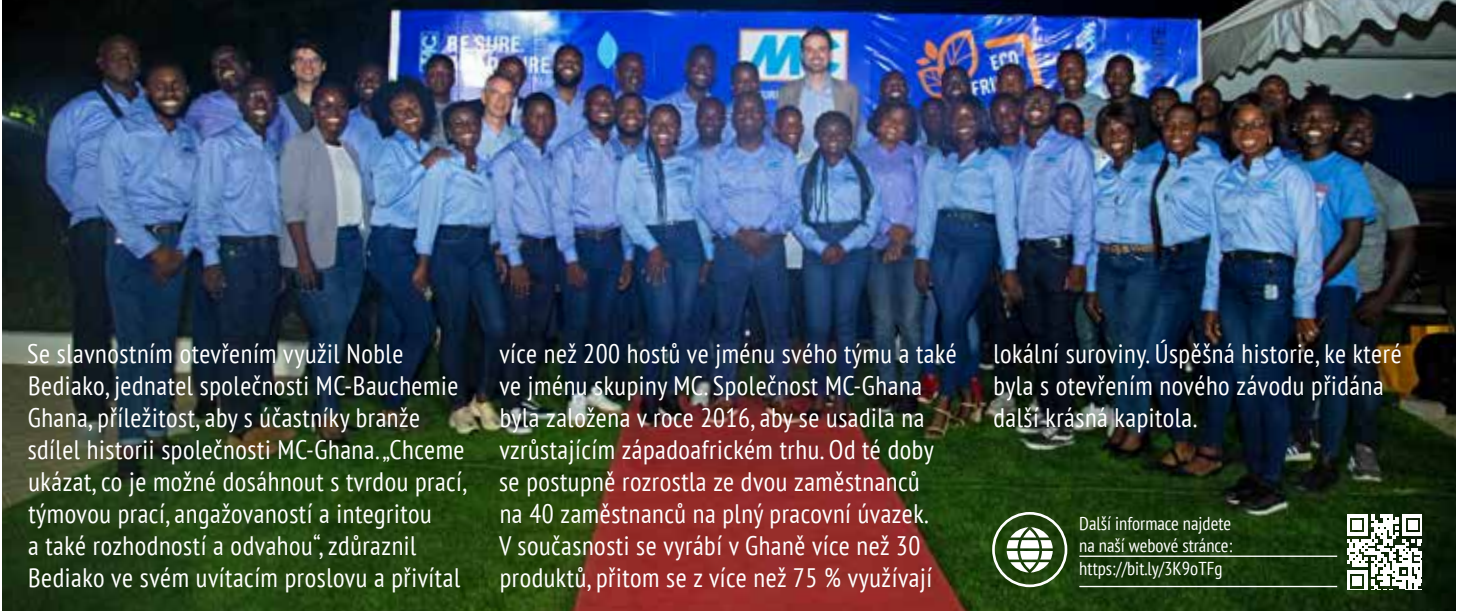 BE SURE.
MC
ECO
Se slavnostním otevřením využil Noble
Bediako, jednatel společnosti MC-Bauchemie
Ghana, příležitost, aby s účastníky branže
sdílel historii společnosti MC-Ghana. „Chceme
ukázat, co je možné dosáhnout s tvrdou prací,
týmovou prací, angažovaností a integritou
a také rozhodností a odvahou“, zdůraznil
Bediako ve svém uvítacím proslovu a přivítal
více než 200 hostů ve jménu svého týmu a také
ve jménu skupiny MC. Společnost MC-Ghana
byla založena v roce 2016, aby se usadila na
vzrůstajícím západoafrickém trhu. Od té doby
se postupně rozrostla ze dvou zaměstnanců
na 40 zaměstnanců na plný pracovní úvazek.
V současnosti se vyrábí v Ghaně více než 30
produktů, přitom se z více než 75 % využívají
lokální suroviny. Úspěšná historie, ke které
byla s otevřením nového závodu přidána
další krásná kapitola.
Další informace najdete
na naší webové stránce:
https://bit.ly/3K9oTFg